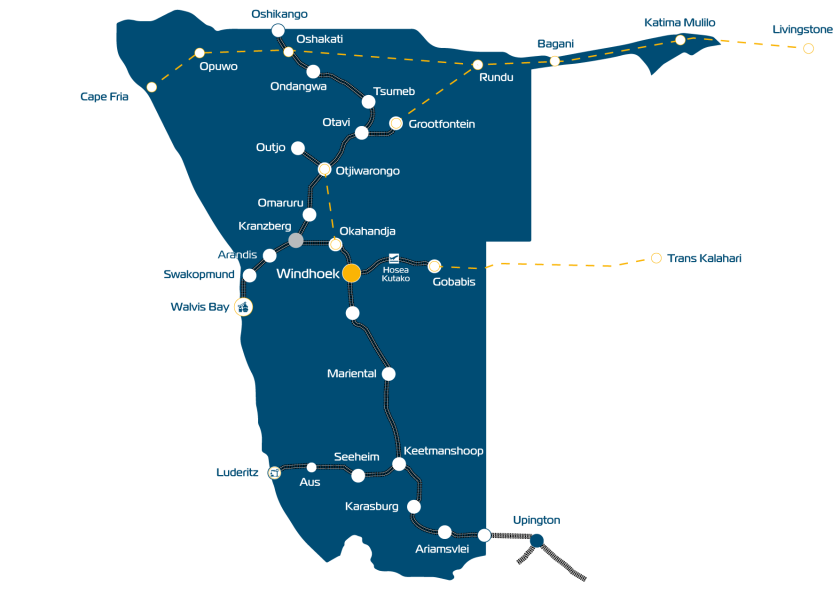 Oshikango
Oshakati
Opuwo
Cape Fria
Ondangwa
Tsumeb
Rundu
Bagani
Katima Mulilo
Livingstone
Otavi
Grootfontein
Outjo
Otjiwarongo
Omaruru
Kranzberg
Okahandja
Arandis
Swakopmund
Windhoek
Hosea
Kutako
Gobabis
Trans Kalahari
Walvis Bay
Mariental
Keetmanshoop
Seeheim
Luderitz
Aus
Karasburg
Ariamsvlei
Upington